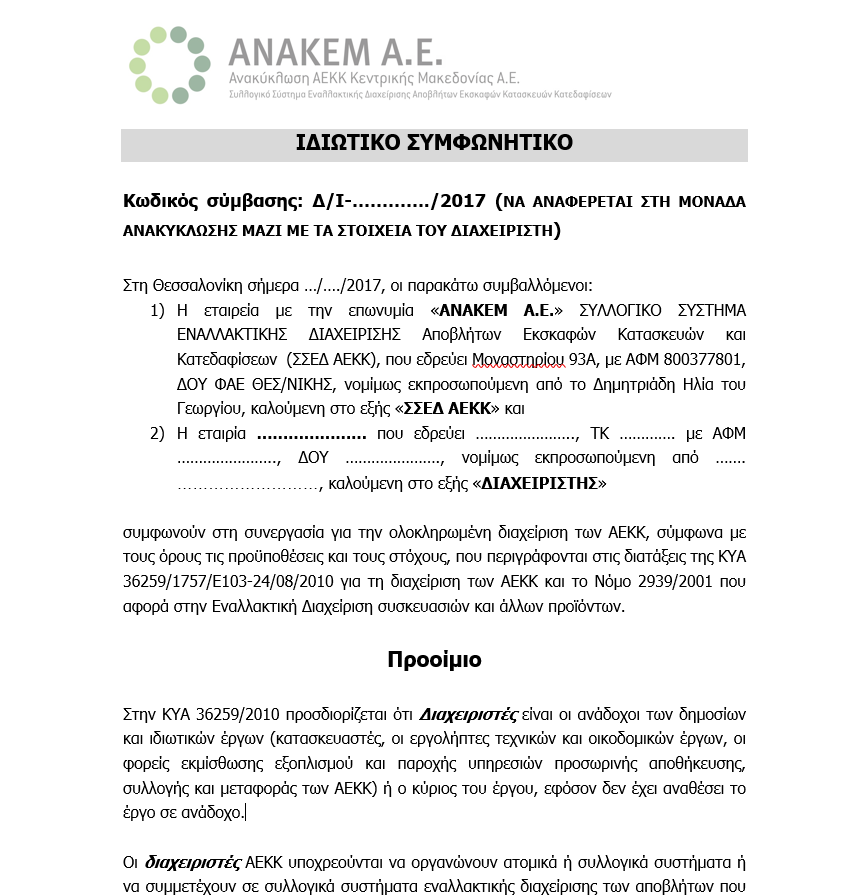 ΑΝΑΚΕΜ Α.Ε.
Ανακύκλωση ΑΕΚΚ Κεντρικής Μακεδονίας Α.Ε.
Συλλογικό Σύστημα Εναλλακτικής Διαχείρισης Αποβλήτων Εκσκαφών Κατασκευών Κατεδαφίσεων
ΙΔΙΩΤΙΚΟ ΣΥΜΦΩΝΗΤΙΚΟ
Κωδικός σύμβασης: Δ/Ι-…………./2017 (ΝΑ ΑΝΑΦΕΡΕΤΑΙ ΣΤΗ ΜΟΝΑΔΑ
ΑΝΑΚΥΚΛΩΣΗΣ ΜΑΖΙ ΜΕ ΤΑ ΣΤΟΙΧΕΙΑ ΤΟΥ ΔΙΑΧΕΙΡΙΣΤΗ)
Στη Θεσσαλονίκη σήμερα …/…./2017, οι παρακάτω συμβαλλόμενοι:
1) Η εταιρεία με την επωνυμία «ΑΝΑΚΕΜ Α.Ε.» ΣΥΛΛΟΓΙΚΟ ΣΥΣΤΗΜΑ
ΕΝΑΛΛΑΚΤΙΚΗΣ ΔΙΑΧΕΙΡΙΣΗΣ Αποβλήτων Εκσκαφών Κατασκευών και
Κατεδαφίσεων (ΣΣΕΔ ΑΕΚΚ), που εδρεύει Μοναστηρίου 93Α, με ΑΦΜ 800377801,
ΔΟΥ ΦΑΕ ΘΕΣ/ΝΙΚΗΣ, νομίμως εκπροσωπούμενη από το Δημητριάδη Ηλία του
Γεωργίου, καλούμενη στο εξής «ΣΣΕΔ ΑΕΚΚ» και
2) Η εταιρία ………………… που εδρεύει …………………., ΤΚ …………. με ΑΦΜ
…………………., ΔΟΥ …………………, νομίμως εκπροσωπούμενη από …….
………………………, καλούμενη στο εξής «ΔΙΑΧΕΙΡΙΣΤΗΣ»
συμφωνούν στη συνεργασία για την ολοκληρωμένη διαχείριση των ΑΕΚΚ, σύμφωνα με
τους όρους τις προϋποθέσεις και τους στόχους, που περιγράφονται στις διατάξεις της ΚΥΑ
36259/1757/Ε103-24/08/2010 για τη διαχείριση των ΑΕΚΚ και το Νόμο 2939/2001 που
αφορά στην Εναλλακτική Διαχείριση συσκευασιών και άλλων προϊόντων.
Προοίμιο
Στην ΚΥΑ 36259/2010 προσδιορίζεται ότι Διαχειριστές είναι οι ανάδοχοι των δημοσίων
και ιδιωτικών έργων (κατασκευαστές, οι εργολήπτες τεχνικών και οικοδομικών έργων, οι
φορείς εκμίσθωσης εξοπλισμού και παροχής υπηρεσιών προσωρινής αποθήκευσης,
συλλογής και μεταφοράς των ΑΕΚΚ) ή ο κύριος του έργου, εφόσον δεν έχει αναθέσει το
έργο σε ανάδοχο.
Οι διαχειριστές ΑΕΚΚ υποχρεούνται να οργανώνουν ατομικά ή συλλογικά συστήματα ή
να συμμετέχουν σε συλλογικά συστήματα εναλλακτικής διαχείρισης των αποβλήτων που